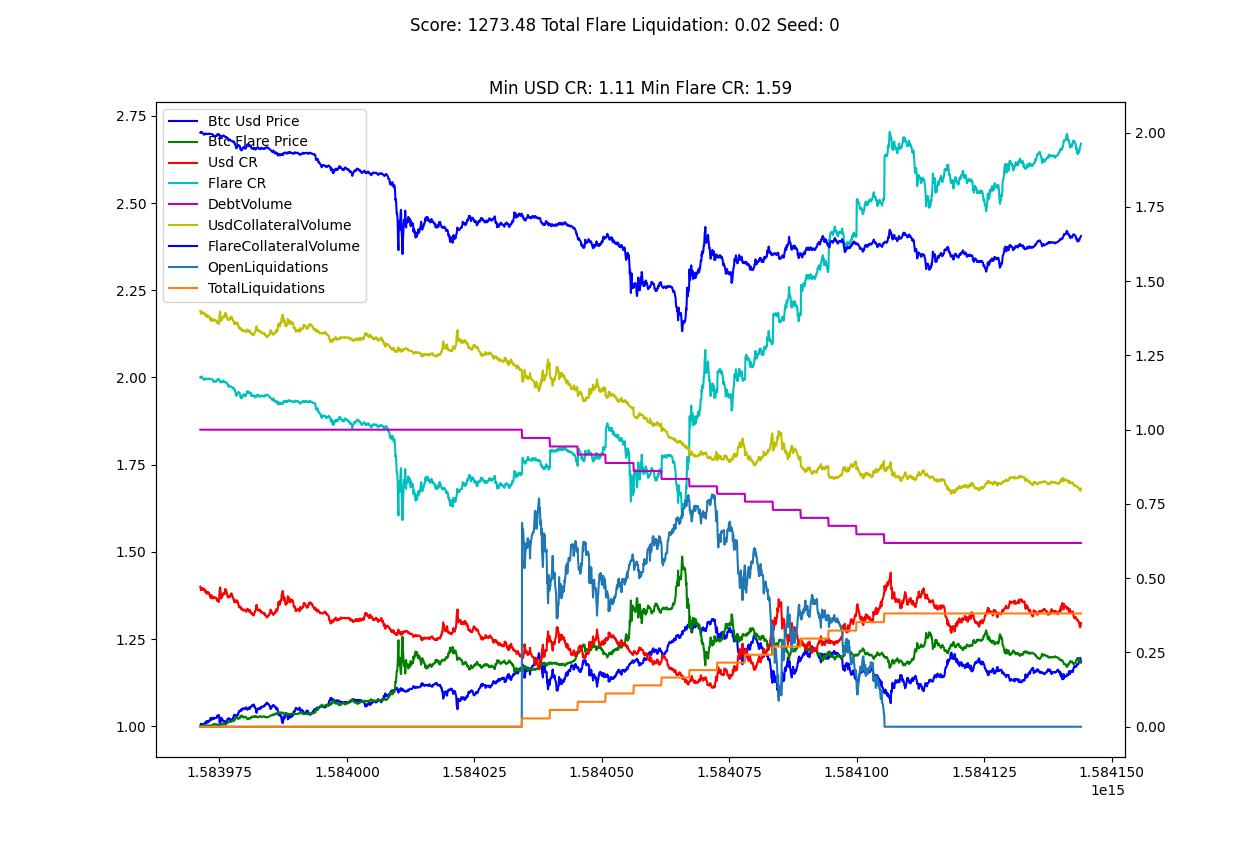 Score: 1273.48 Total Flare Liquidation: 0.02 Seed: 0
Min USD CR: 1.11 Min Flare CR: 1.59
Btc Usd Price
Btc Flare Price
Usd CR
Flare CR
DebtVolume
UsdCollateralVolume
FlareCollateralVolume
OpenLiquidations
TotalLiquidations
2.75
2.50
2.25
2.00
1.75
1.50
1.25
1.00
2.00
1.75
1.50
1.25
1.00
0.75
0.50
0.25
0.00
1.583975 1.584000 1.584025 1.584050 1.584075 1.584100 1.584125 1.584150
1e15